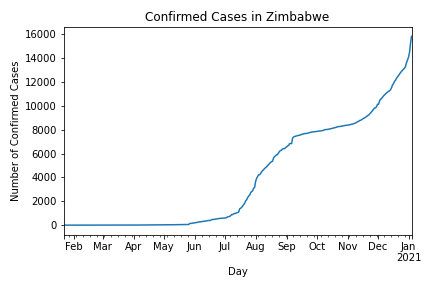 Confirmed Cases in Zimbabwe
16000
14000
12000
10000
8000
6000
4000
2000
0
Number of Confirmed Cases
Feb Mar Apr May Jun Jul Aug Sep Oct Nov Dec Jan
2021
Day